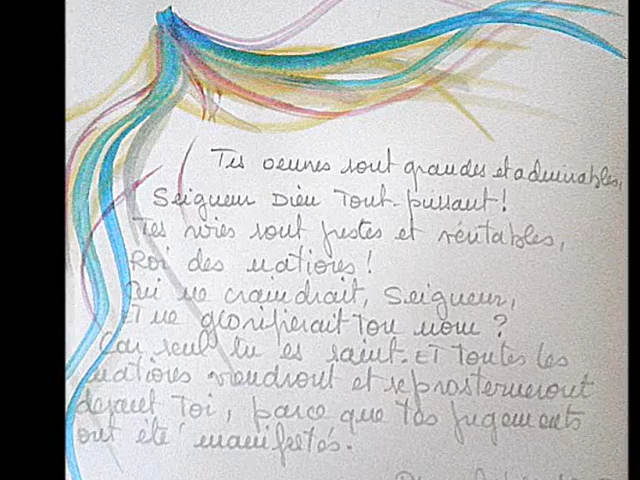 Tes oeuvres sont grandes et admirables,
Seigneur Dieu Tout-puissant!
Tes voies sont justes et véritables,
Roi des nations!
Qui ne craindrait, Seigneur,
ET ne glorifierait Ton nom?
Car seul tu es saint. ET Toutes les
nations viendront et se prosterneront
devant Toi, parce que Tes jugements
ont été manifestés.